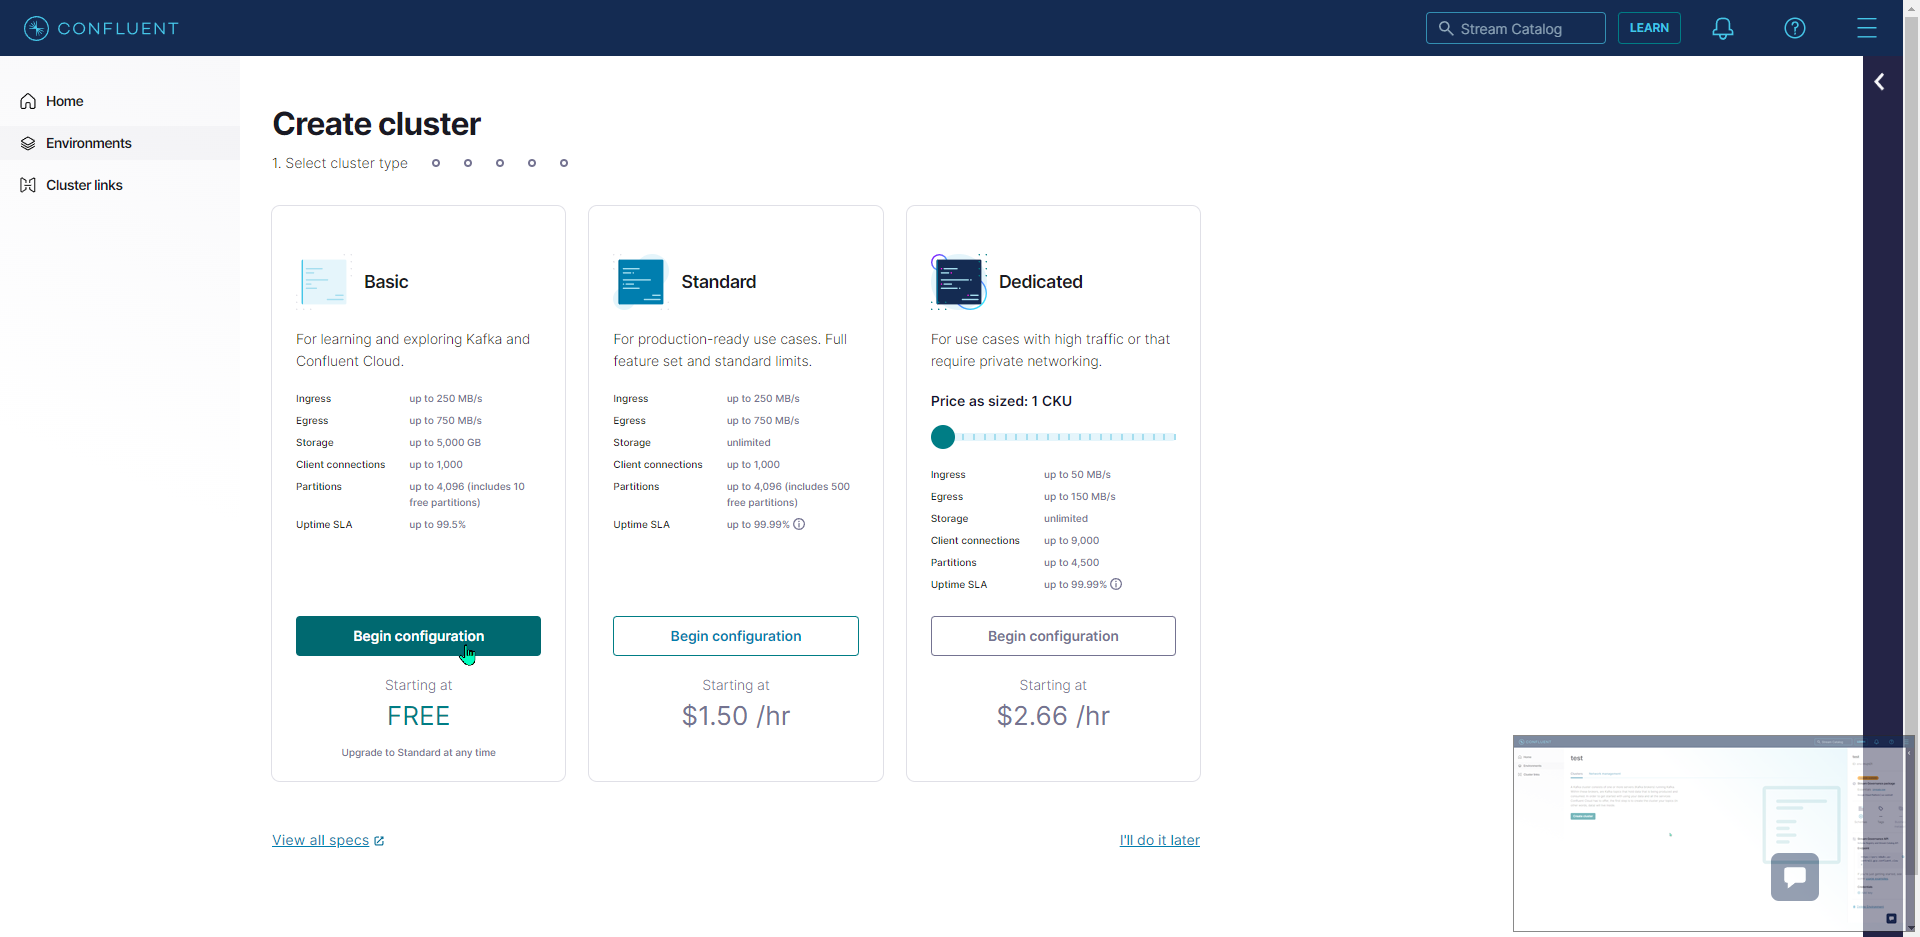 CONFLUENT
Stream Catalog
LEARN
Home
Environments
Cluster links
Create cluster
1. Select cluster type
Basic
For learning and exploring Kafka and
Confluent Cloud.
Ingress up to 250 MB/s
Egress up to 750 MB/s
Storage up to 5,000 GB
Client connections up to 1,000
Partitions up to 4,096 (includes 10
free partitions)
Uptime SLA up to 99.5%
Begin configuration
Starting at
FREE
Upgrade to Standard at any time
Standard
For production-ready use cases. Full
feature set and standard limits.
Ingress up to 250 MB/s
Egress up to 750 MB/s
Storage unlimited
Client connections up to 1,000
Partitions up to 4,096 (includes 500
free partitions)
Uptime SLA up to 99.99%
Begin configuration
Starting at
$1.50 /hr
Dedicated
For use cases with high traffic or that
require private networking.
Price as sized: 1 CKU
Ingress up to 50 MB/s
Egress up to 150 MB/s
Storage unlimited
Client connections up to 9,000
Partitions up to 4,500
Uptime SLA up to 99.99%
Begin configuration
Starting at
$2.66 /hr
View all specs
I'll do it later
test